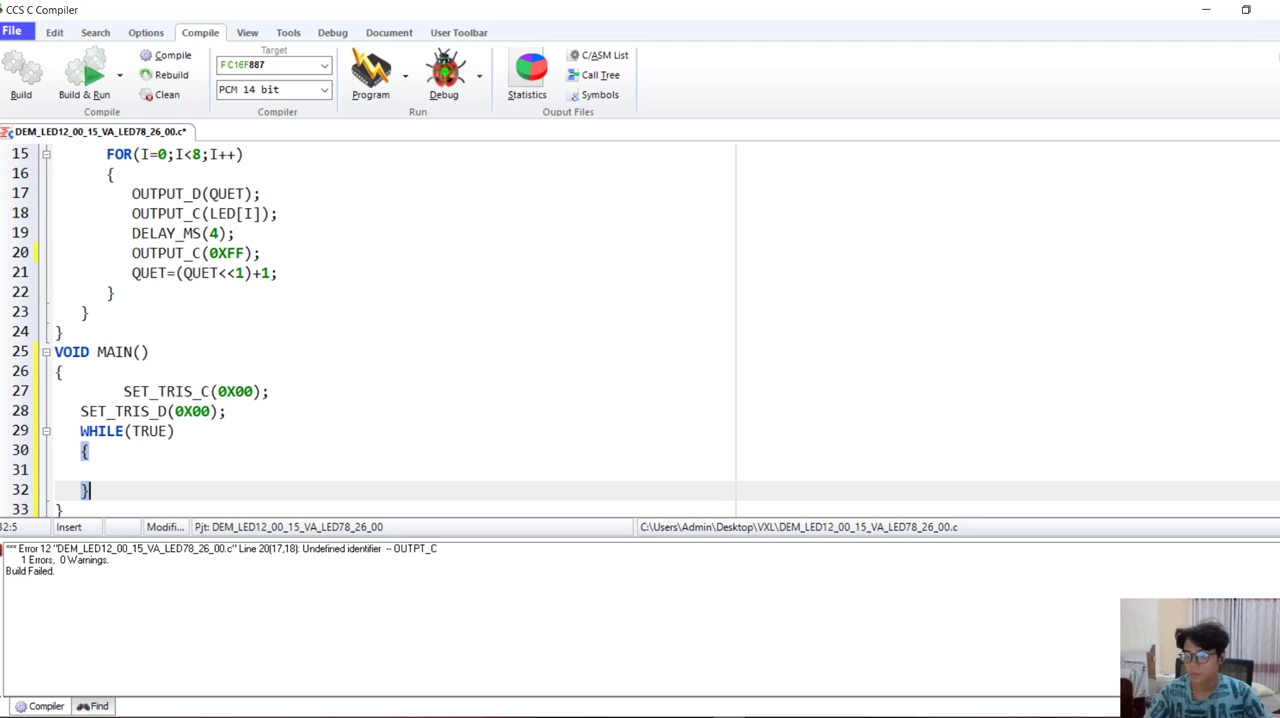 CCS C Compiler
File Edit Search Options Compile View Tools Debug Document User Toolbar
Build
Build & Run
Compile
Rebuild
Clean
Compile
Target
PCM 14 bit
Compiler
Program
Debug
Run
Statistics
C/ASM List
Call Tree
Symbols
Ouput Files
DEM_LED12_00_15_VA_LED78_26_00.c*
15 FOR(I=0;I<8;I++)
16 {
17 OUTPUT_D(QUET);
18 OUTPUT_C(LED[I]);
19 DELAY_MS(4);
20 OUTPUT_C(0XFF);
21 QUET=(QUET<<1)+1;
22 }
23 }
24 }
25 VOID MAIN()
26 {
27 SET_TRIS_C(0X00);
28 SET_TRIS_D(0X00);
29 WHILE(TRUE)
30 {
31
32 }
33 }
32:5 Insert Modifi... Pjt: DEM_LED12_00_15_VA_LED78_26_00 C:\Users\Admin\Desktop\VXL\DEM_LED12_00_15_VA_LED78_26_00.c
*** Error 12 "DEM_LED12_00_15_VA_LED78_26_00.c" Line 20(17,18): Undefined identifier -- OUTPT_C
1 Errors, 0 Warnings.
Build Failed.
Compiler Find